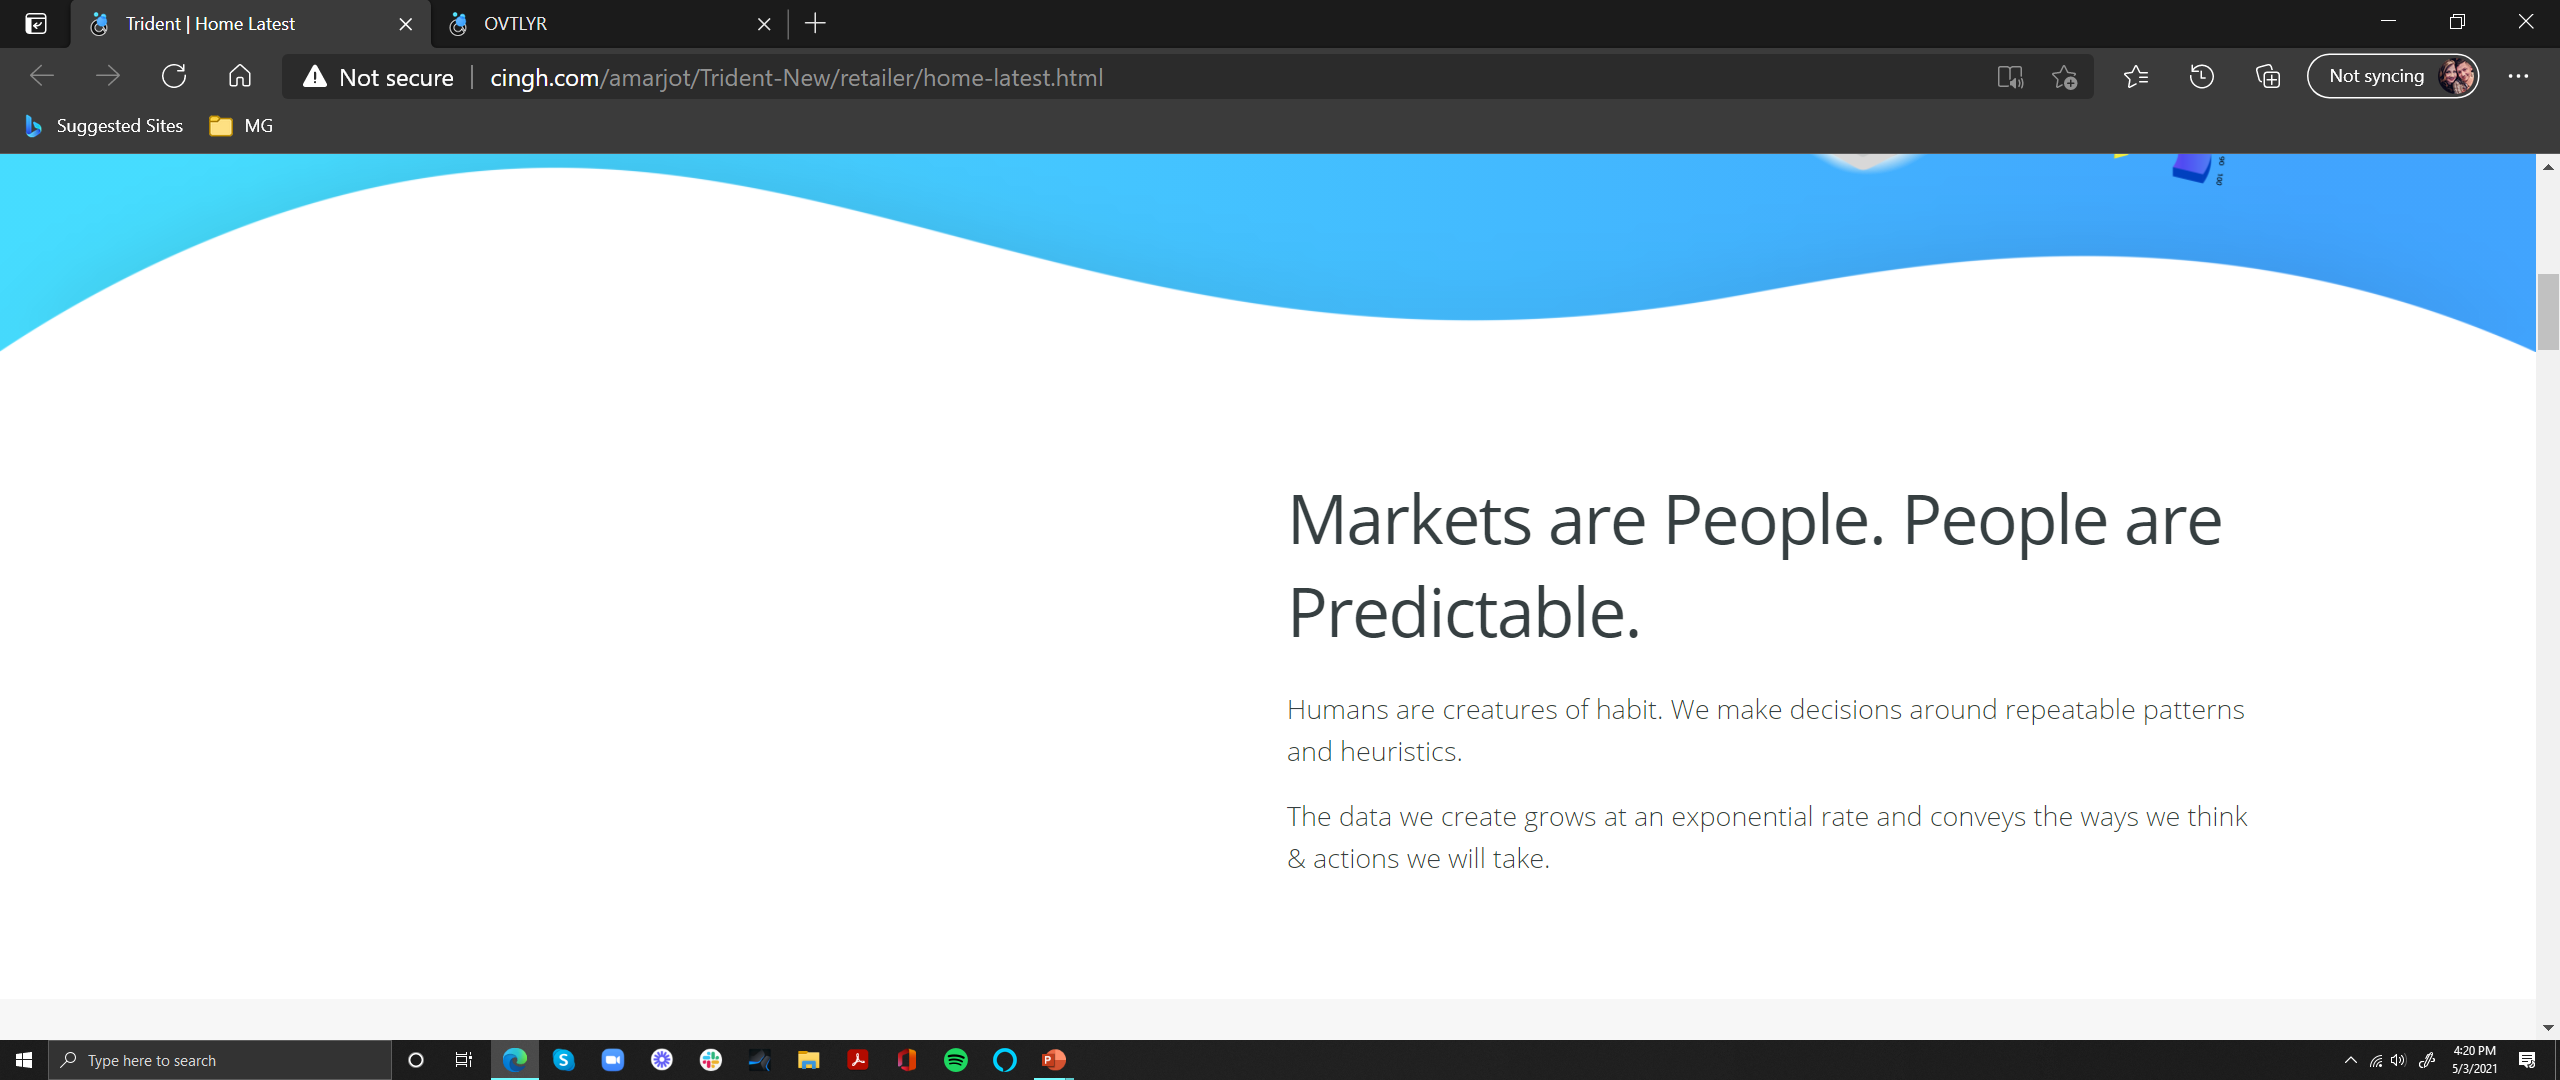 Trident | Home Latest
OVTLYR
Not secure
cingh.com/amarjot/Trident-New/retailer/home-latest.html
Not syncing
Suggested Sites
MG
90
100
Markets are People. People are
Predictable.
Humans are creatures of habit. We make decisions around repeatable patterns
and heuristics.
The data we create grows at an exponential rate and conveys the ways we think
& actions we will take.
Type here to search
4:20 PM
5/3/2021